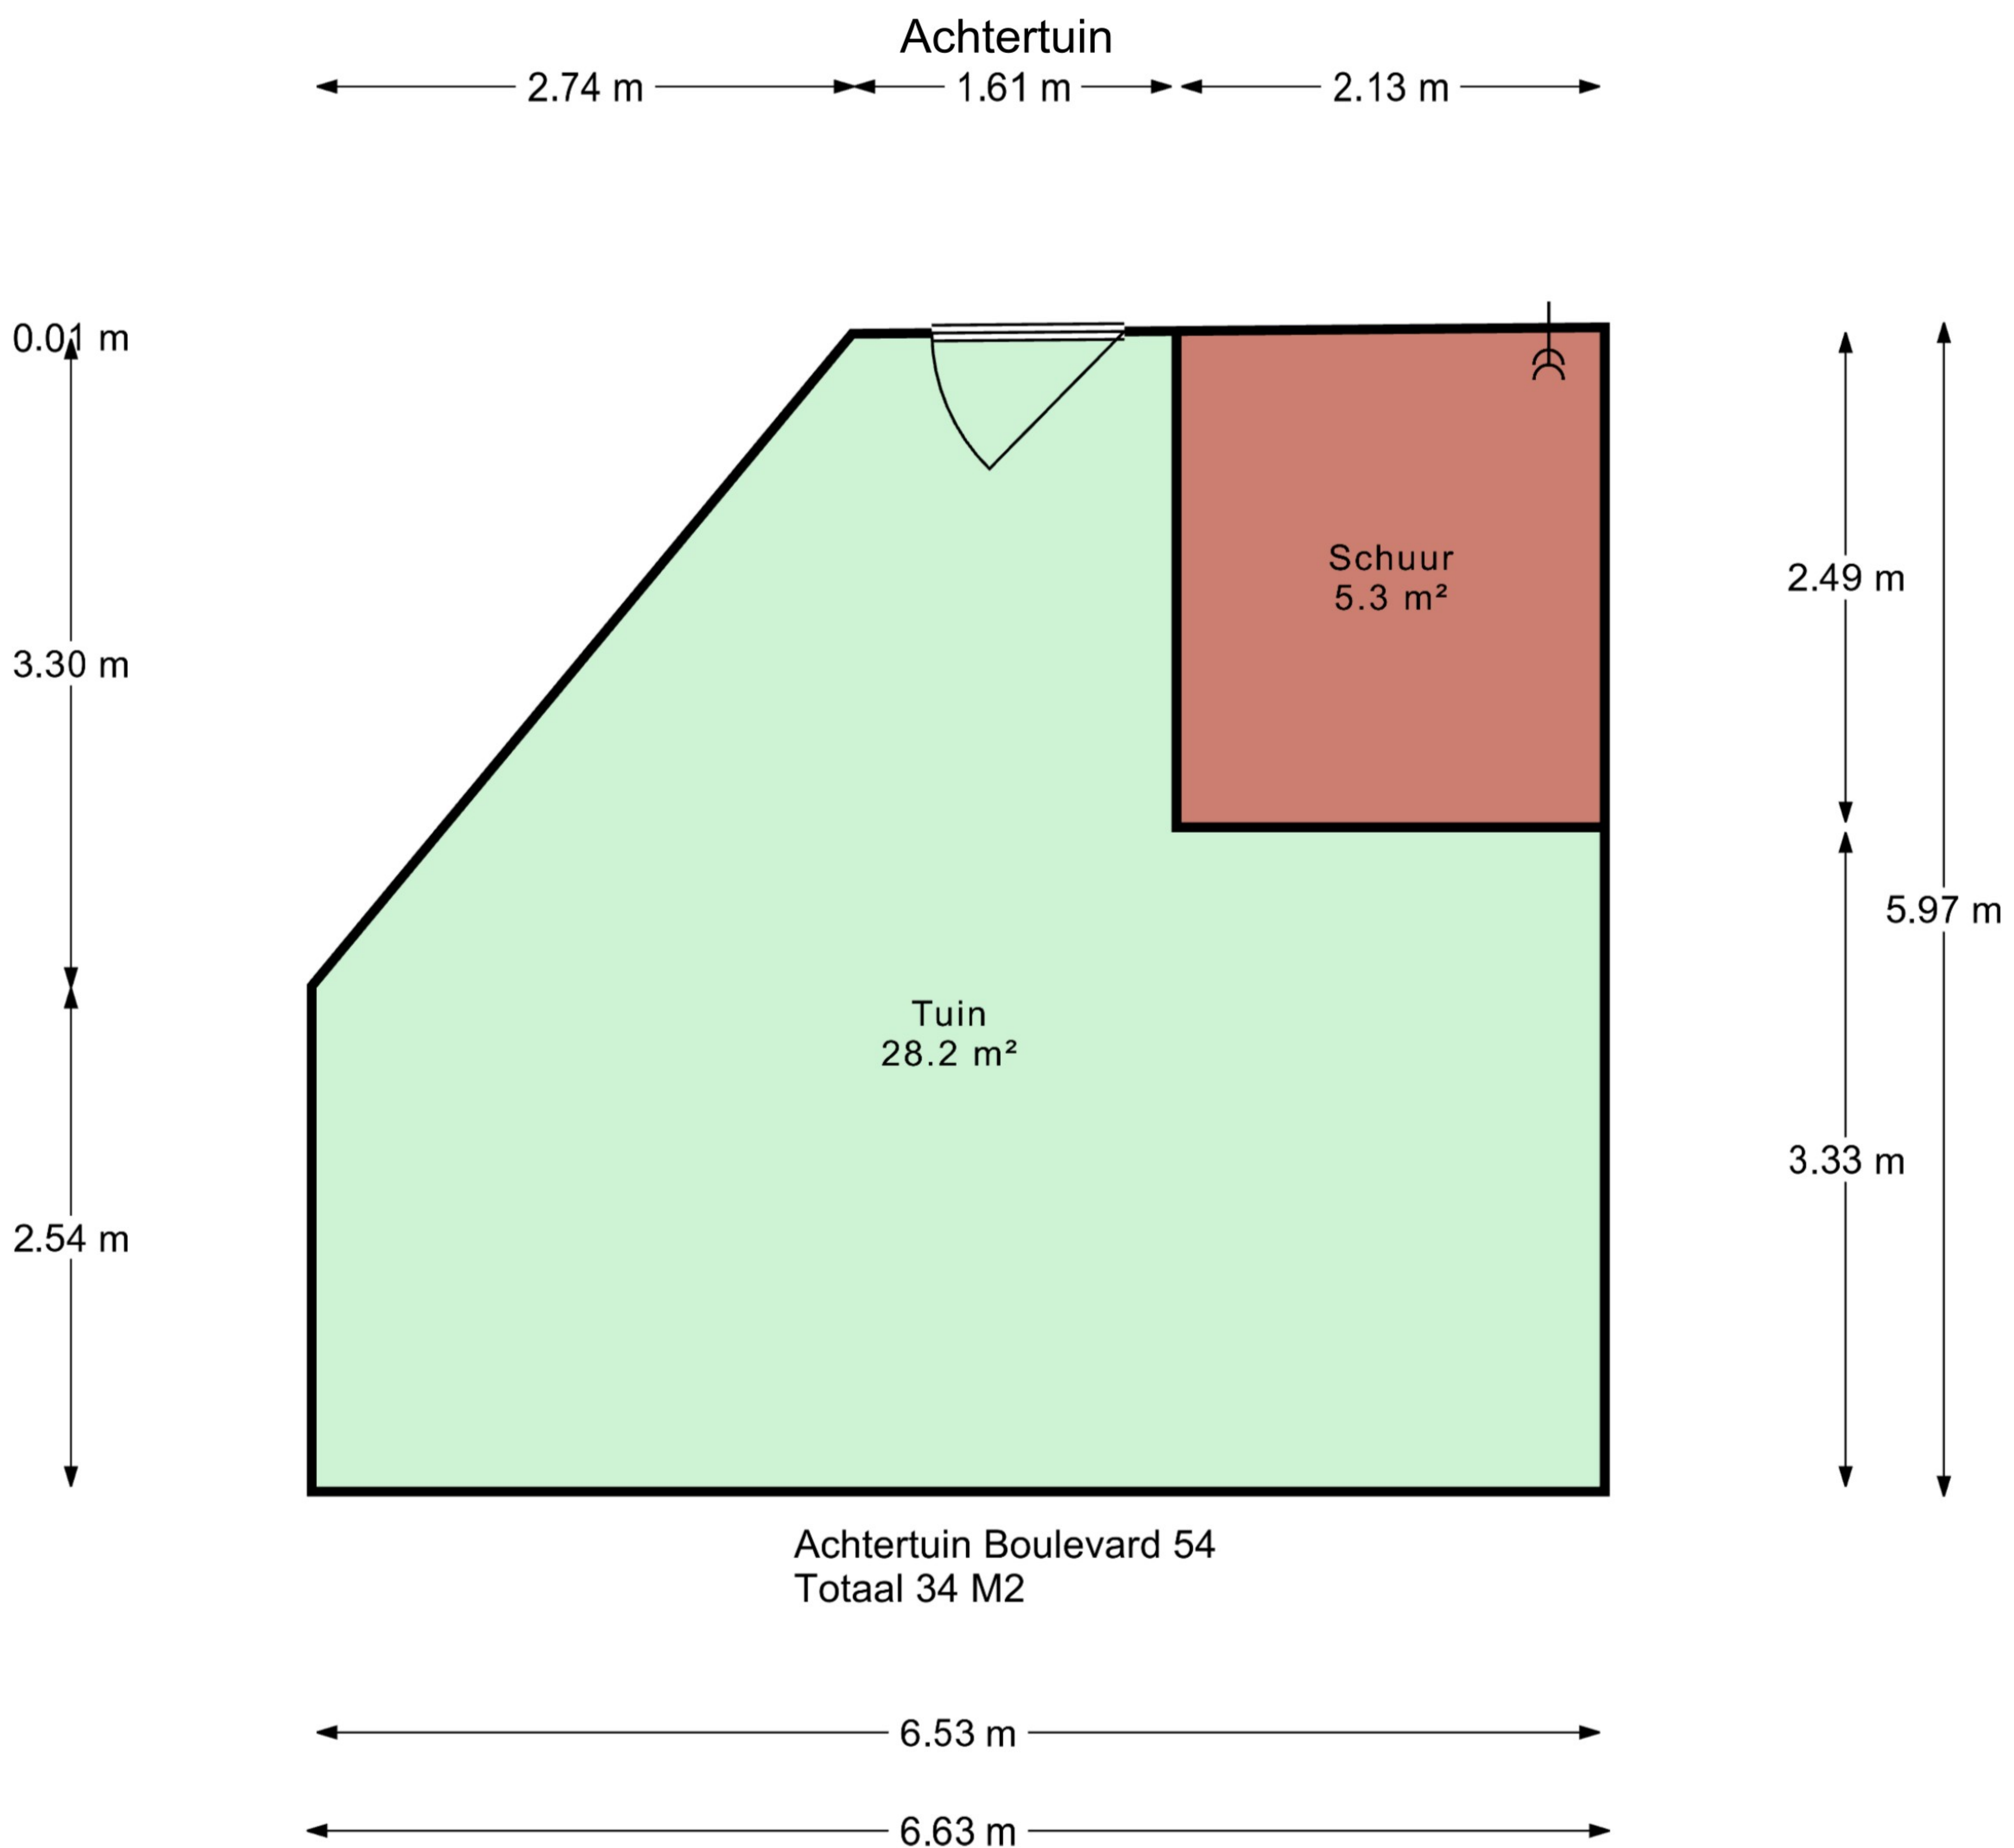 Achtertuin
2.74 m 1.61 m 2.13 m
0.01 m
3.30 m
2.54 m
Schuur
5.3 m²
2.49 m
5.97 m
3.33 m
Tuin
28.2 m²
Achtertuin Boulevard 54
Totaal 34 M2
6.53 m
6.63 m